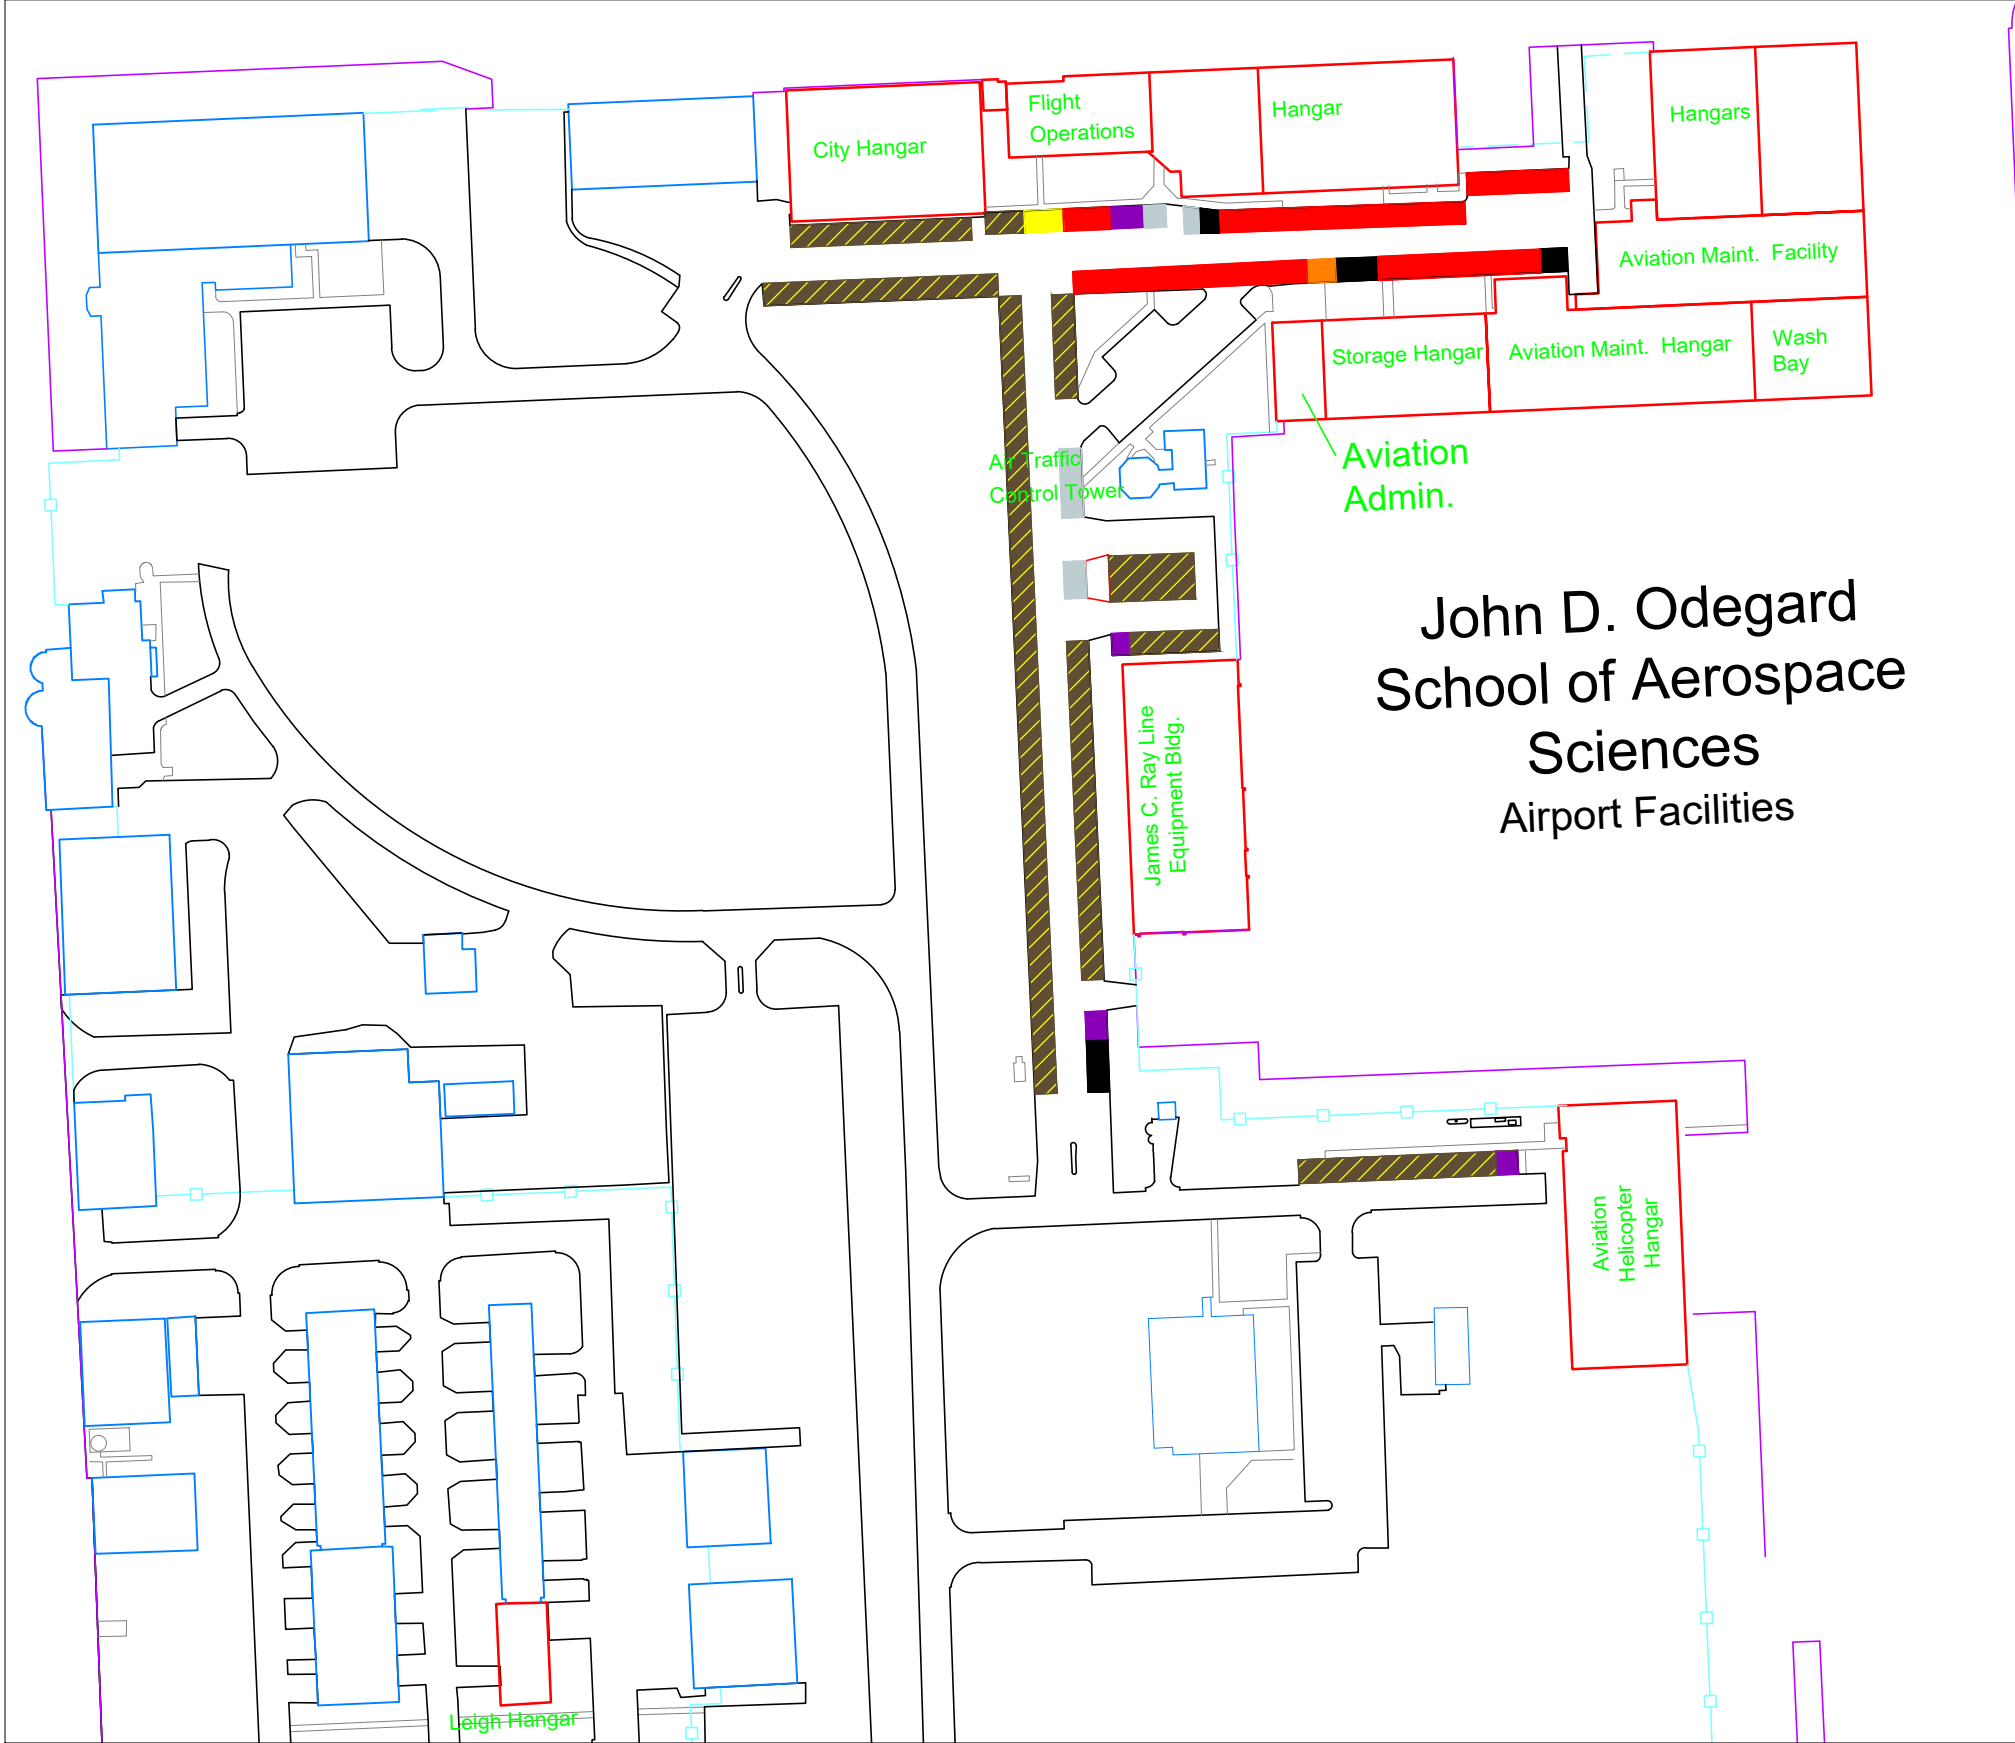 Flight
Operations
City Hangar
Hangar
Hangars
Aviation Maint. Facility
Storage Hangar
Aviation Maint. Hangar
Wash
Bay
Air Traffic
Control Tower
Aviation
Admin.
John D. Odegard
School of Aerospace
Sciences
Airport Facilities
James C. Ray Line
Equipment Bldg.
Aviation
Helicopter
Hangar
Leigh Hangar